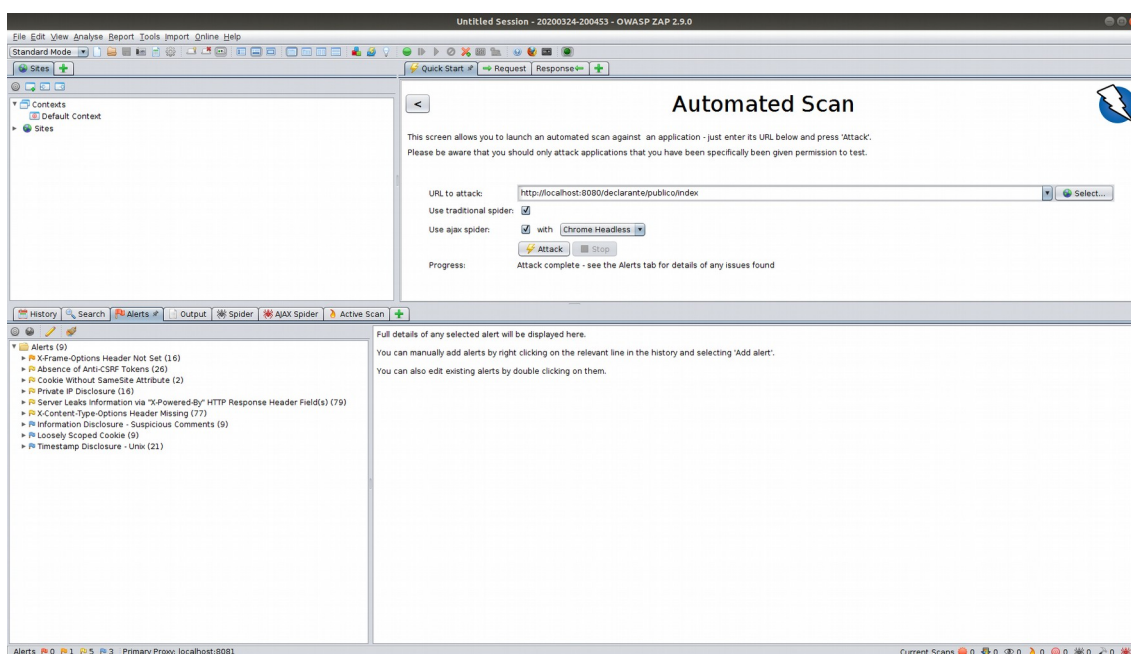 Untitled Session - 20200324-200453 - OWASP ZAP 2.9.0
File Edit View Analyse Report Tools Import Online Help
Standard Mode
Sites
Quick Start Request Response
Contexts
Default Context
Sites
<
Automated Scan
This screen allows you to launch an automated scan against an application - just enter its URL below and press 'Attack'.
Please be aware that you should only attack applications that you have been specifically been given permission to test.
URL to attack: http://localhost:8080/declarante/publico/index Select...
Use traditional spider:
Use ajax spider: with Chrome Headless
Attack Stop
Progress: Attack complete - see the Alerts tab for details of any issues found
History Search Alerts Output Spider AJAX Spider Active Scan
Alerts (9)
X-Frame-Options Header Not Set (16)
Absence of Anti-CSRF Tokens (26)
Cookie Without SameSite Attribute (2)
Private IP Disclosure (16)
Server Leaks Information via "X-Powered-By" HTTP Response Header Field(s) (79)
X-Content-Type-Options Header Missing (77)
Information Disclosure - Suspicious Comments (9)
Loosely Scoped Cookie (9)
Timestamp Disclosure - Unix (21)
Full details of any selected alert will be displayed here.
You can manually add alerts by right clicking on the relevant line in the history and selecting 'Add alert'.
You can also edit existing alerts by double clicking on them.
Alerts 0 1 5 3 Primary Proxy: localhost:8081
Current Scans 0 0 0 0 0 0 0